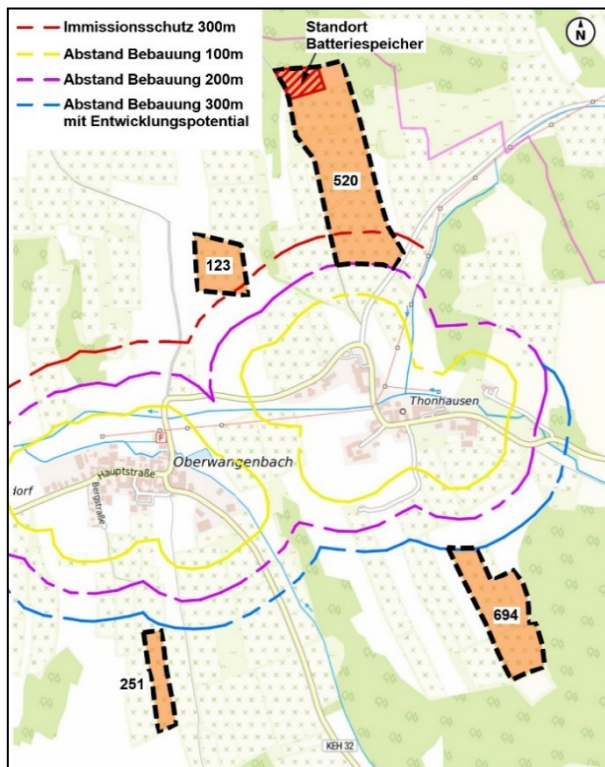 Immissionsschutz 300m
Abstand Bebauung 100m
Abstand Bebauung 200m
Abstand Bebauung 300m
mit Entwicklungspotential
Standort
Batteriespeicher
N
520
123
Thonhausen
F
Oberwangenbach
Hauptstraße
dorf
Bergstraße
694
251
KEH 32